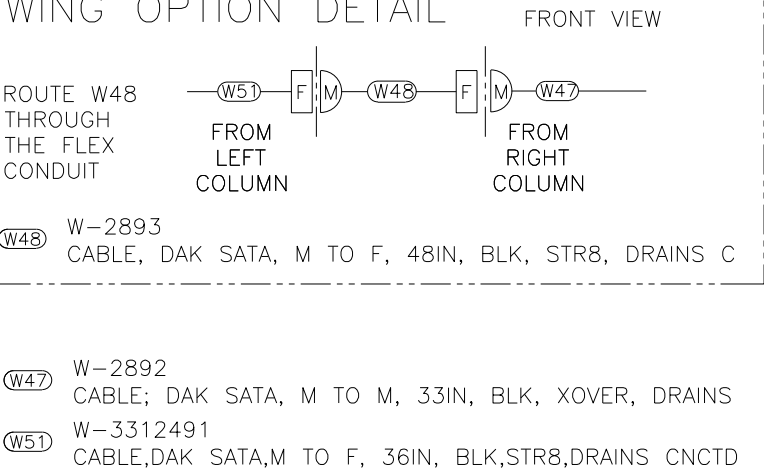 WING OPTION DETAIL
FRONT VIEW
ROUTE W48
THROUGH
THE FLEX
CONDUIT
W51 F M W48 F M W47
FROM
LEFT
COLUMN
FROM
RIGHT
COLUMN
W48 W-2893
CABLE, DAK SATA, M TO F, 48IN, BLK, STR8, DRAINS C
W47 W-2892
CABLE; DAK SATA, M TO M, 33IN, BLK, XOVER, DRAINS
W51 W-3312491
CABLE,DAK SATA,M TO F, 36IN, BLK,STR8,DRAINS CNCTD